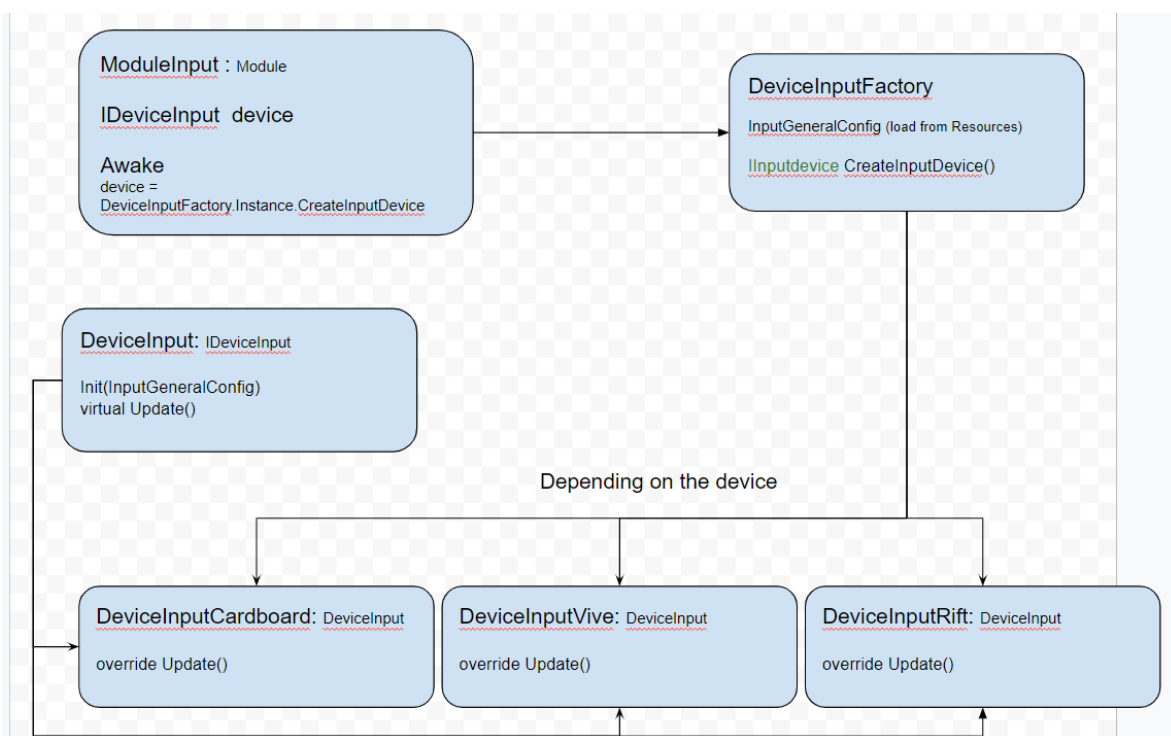 ModuleInput : Module
IDeviceInput device
Awake
device =
DeviceInputFactory.Instance.CreateInputDevice
DeviceInputFactory
InputGeneralConfig (load from Resources)
IInputdevice CreateInputDevice()
DeviceInput: IDeviceInput
Init(InputGeneralConfig)
virtual Update()
Depending on the device
DeviceInputCardboard: DeviceInput
override Update()
DeviceInputVive: DeviceInput
override Update()
DeviceInputRift: DeviceInput
override Update()